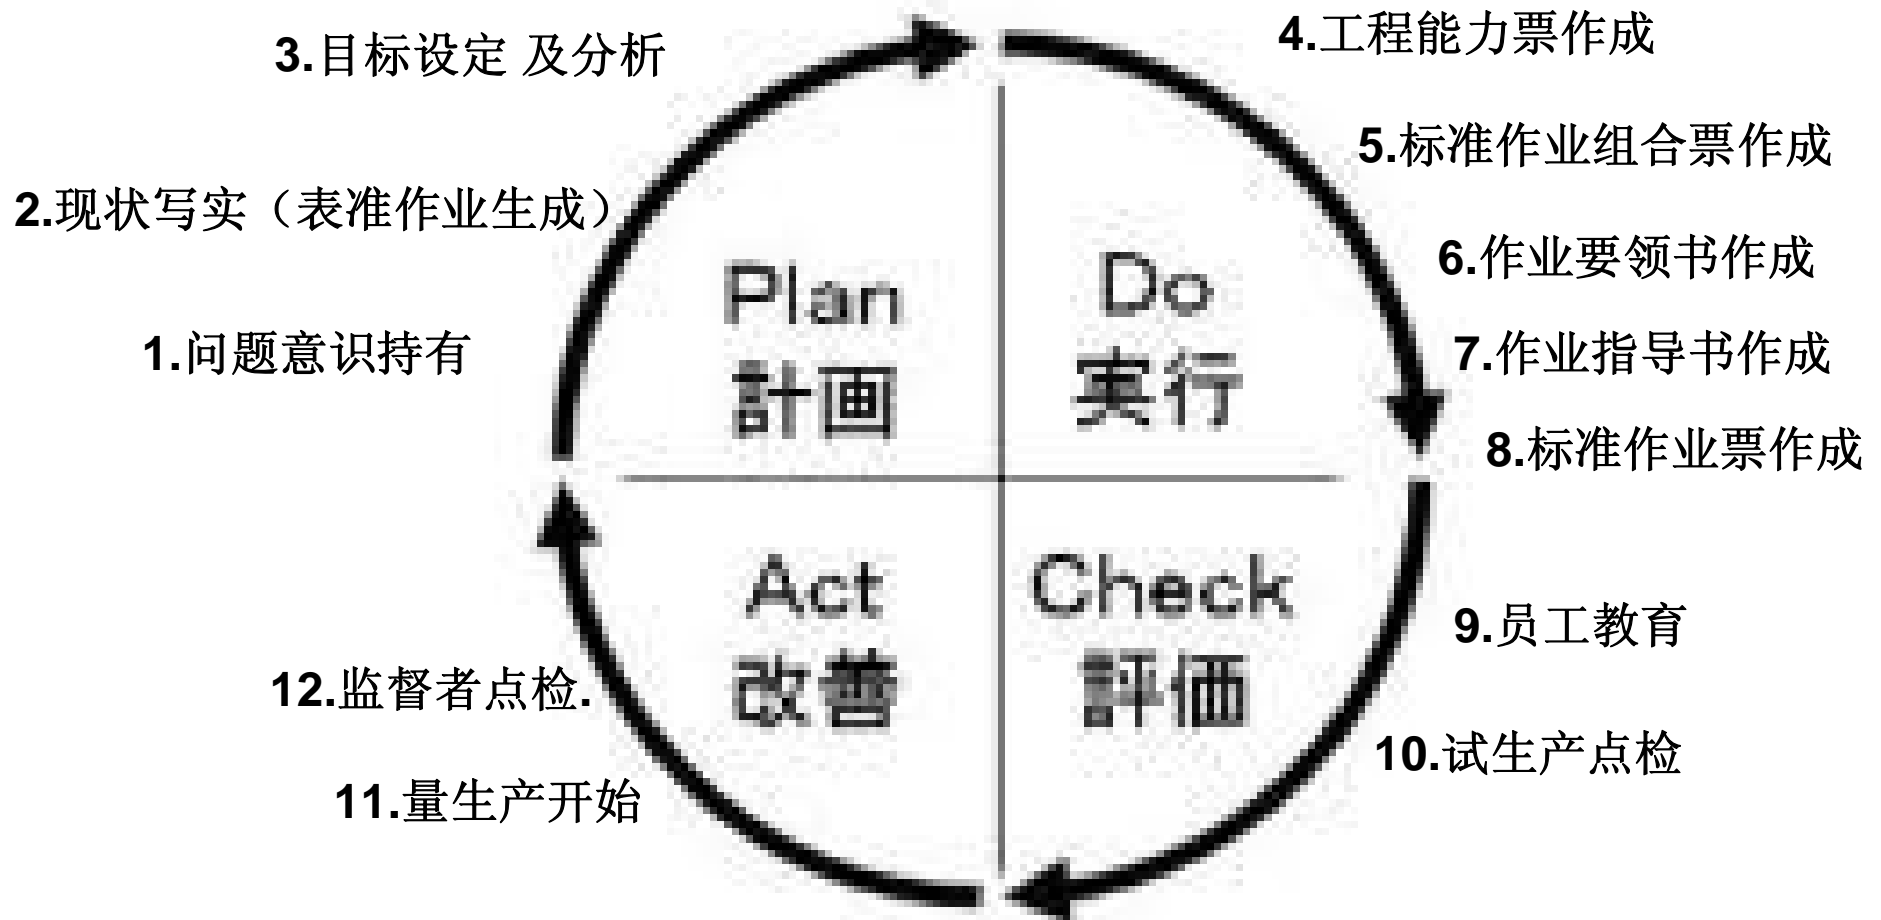 3.目标设定 及分析
2.现状写实（表准作业生成）
1.问题意识持有
4.工程能力票作成
5.标准作业组合票作成
6.作业要领书作成
7.作业指导书作成
8.标准作业票作成
Plan
計画
Do
実行
Act
改善
Check
評価
9.员工教育
10.试生产点检
12.监督者点检.
11.量生产开始